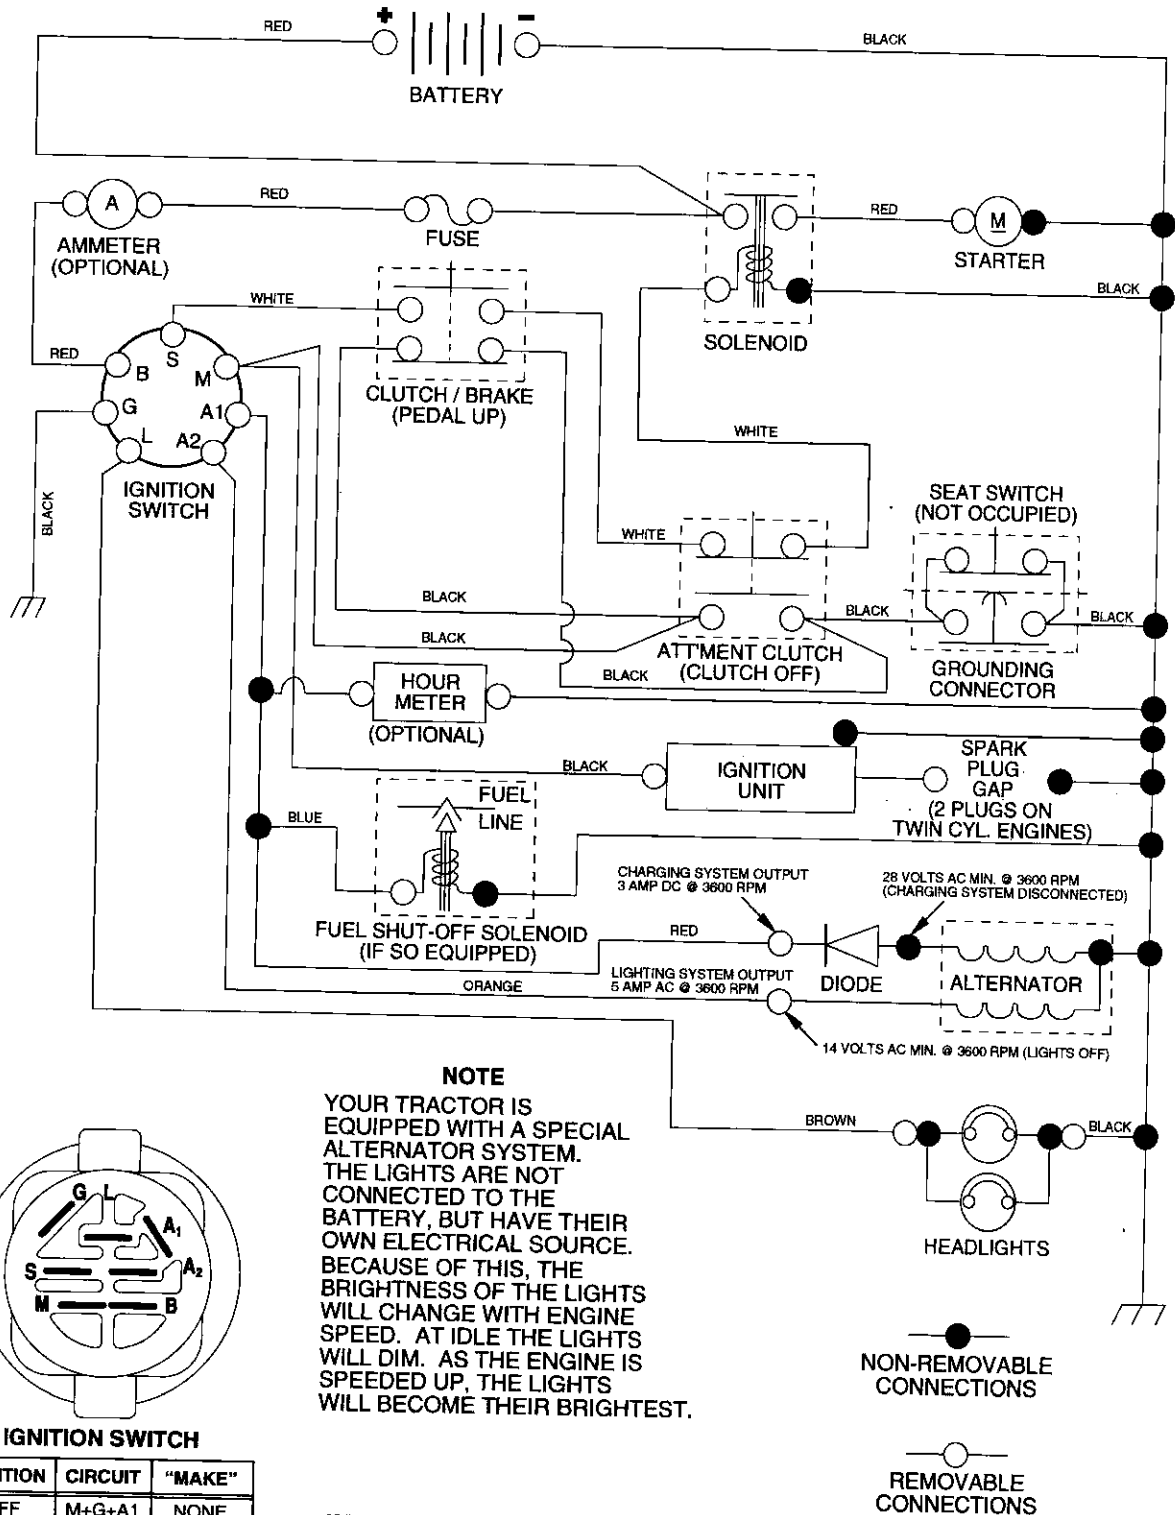 + -
RED
BLACK
BATTERY
A
RED
FUSE
RED
M
AMMETER
(OPTIONAL)
STARTER
WHITE
BLACK
SOLENOID
RED
S
B
M
G
A1
L
A2
CLUTCH / BRAKE
(PEDAL UP)
WHITE
IGNITION
SWITCH
BLACK
SEAT SWITCH
(NOT OCCUPIED)
WHITE
BLACK
BLACK
BLACK
BLACK
ATT'MENT CLUTCH
(CLUTCH OFF)
GROUNDING
CONNECTOR
BLACK
HOUR
METER
(OPTIONAL)
BLACK
IGNITION
UNIT
SPARK
PLUG
GAP
(2 PLUGS ON
TWIN CYL. ENGINES)
FUEL
LINE
BLUE
FUEL SHUT-OFF SOLENOID
(IF SO EQUIPPED)
CHARGING SYSTEM OUTPUT
3 AMP DC @ 3600 RPM
28 VOLTS AC MIN. @ 3600 RPM
(CHARGING SYSTEM DISCONNECTED)
RED
DIODE
ALTERNATOR
LIGHTING SYSTEM OUTPUT
5 AMP AC @ 3600 RPM
ORANGE
14 VOLTS AC MIN. @ 3600 RPM (LIGHTS OFF)
NOTE
YOUR TRACTOR IS
EQUIPPED WITH A SPECIAL
ALTERNATOR SYSTEM.
THE LIGHTS ARE NOT
CONNECTED TO THE
BATTERY, BUT HAVE THEIR
OWN ELECTRICAL SOURCE.
BECAUSE OF THIS, THE
BRIGHTNESS OF THE LIGHTS
WILL CHANGE WITH ENGINE
SPEED. AT IDLE THE LIGHTS
WILL DIM. AS THE ENGINE IS
SPEEDED UP, THE LIGHTS
WILL BECOME THEIR BRIGHTEST.
BROWN
BLACK
HEADLIGHTS
G L
A1
S
A2
M
B
IGNITION SWITCH
ITION CIRCUIT "MAKE"
FF M+G+A1 NONE
NON-REMOVABLE
CONNECTIONS
REMOVABLE
CONNECTIONS